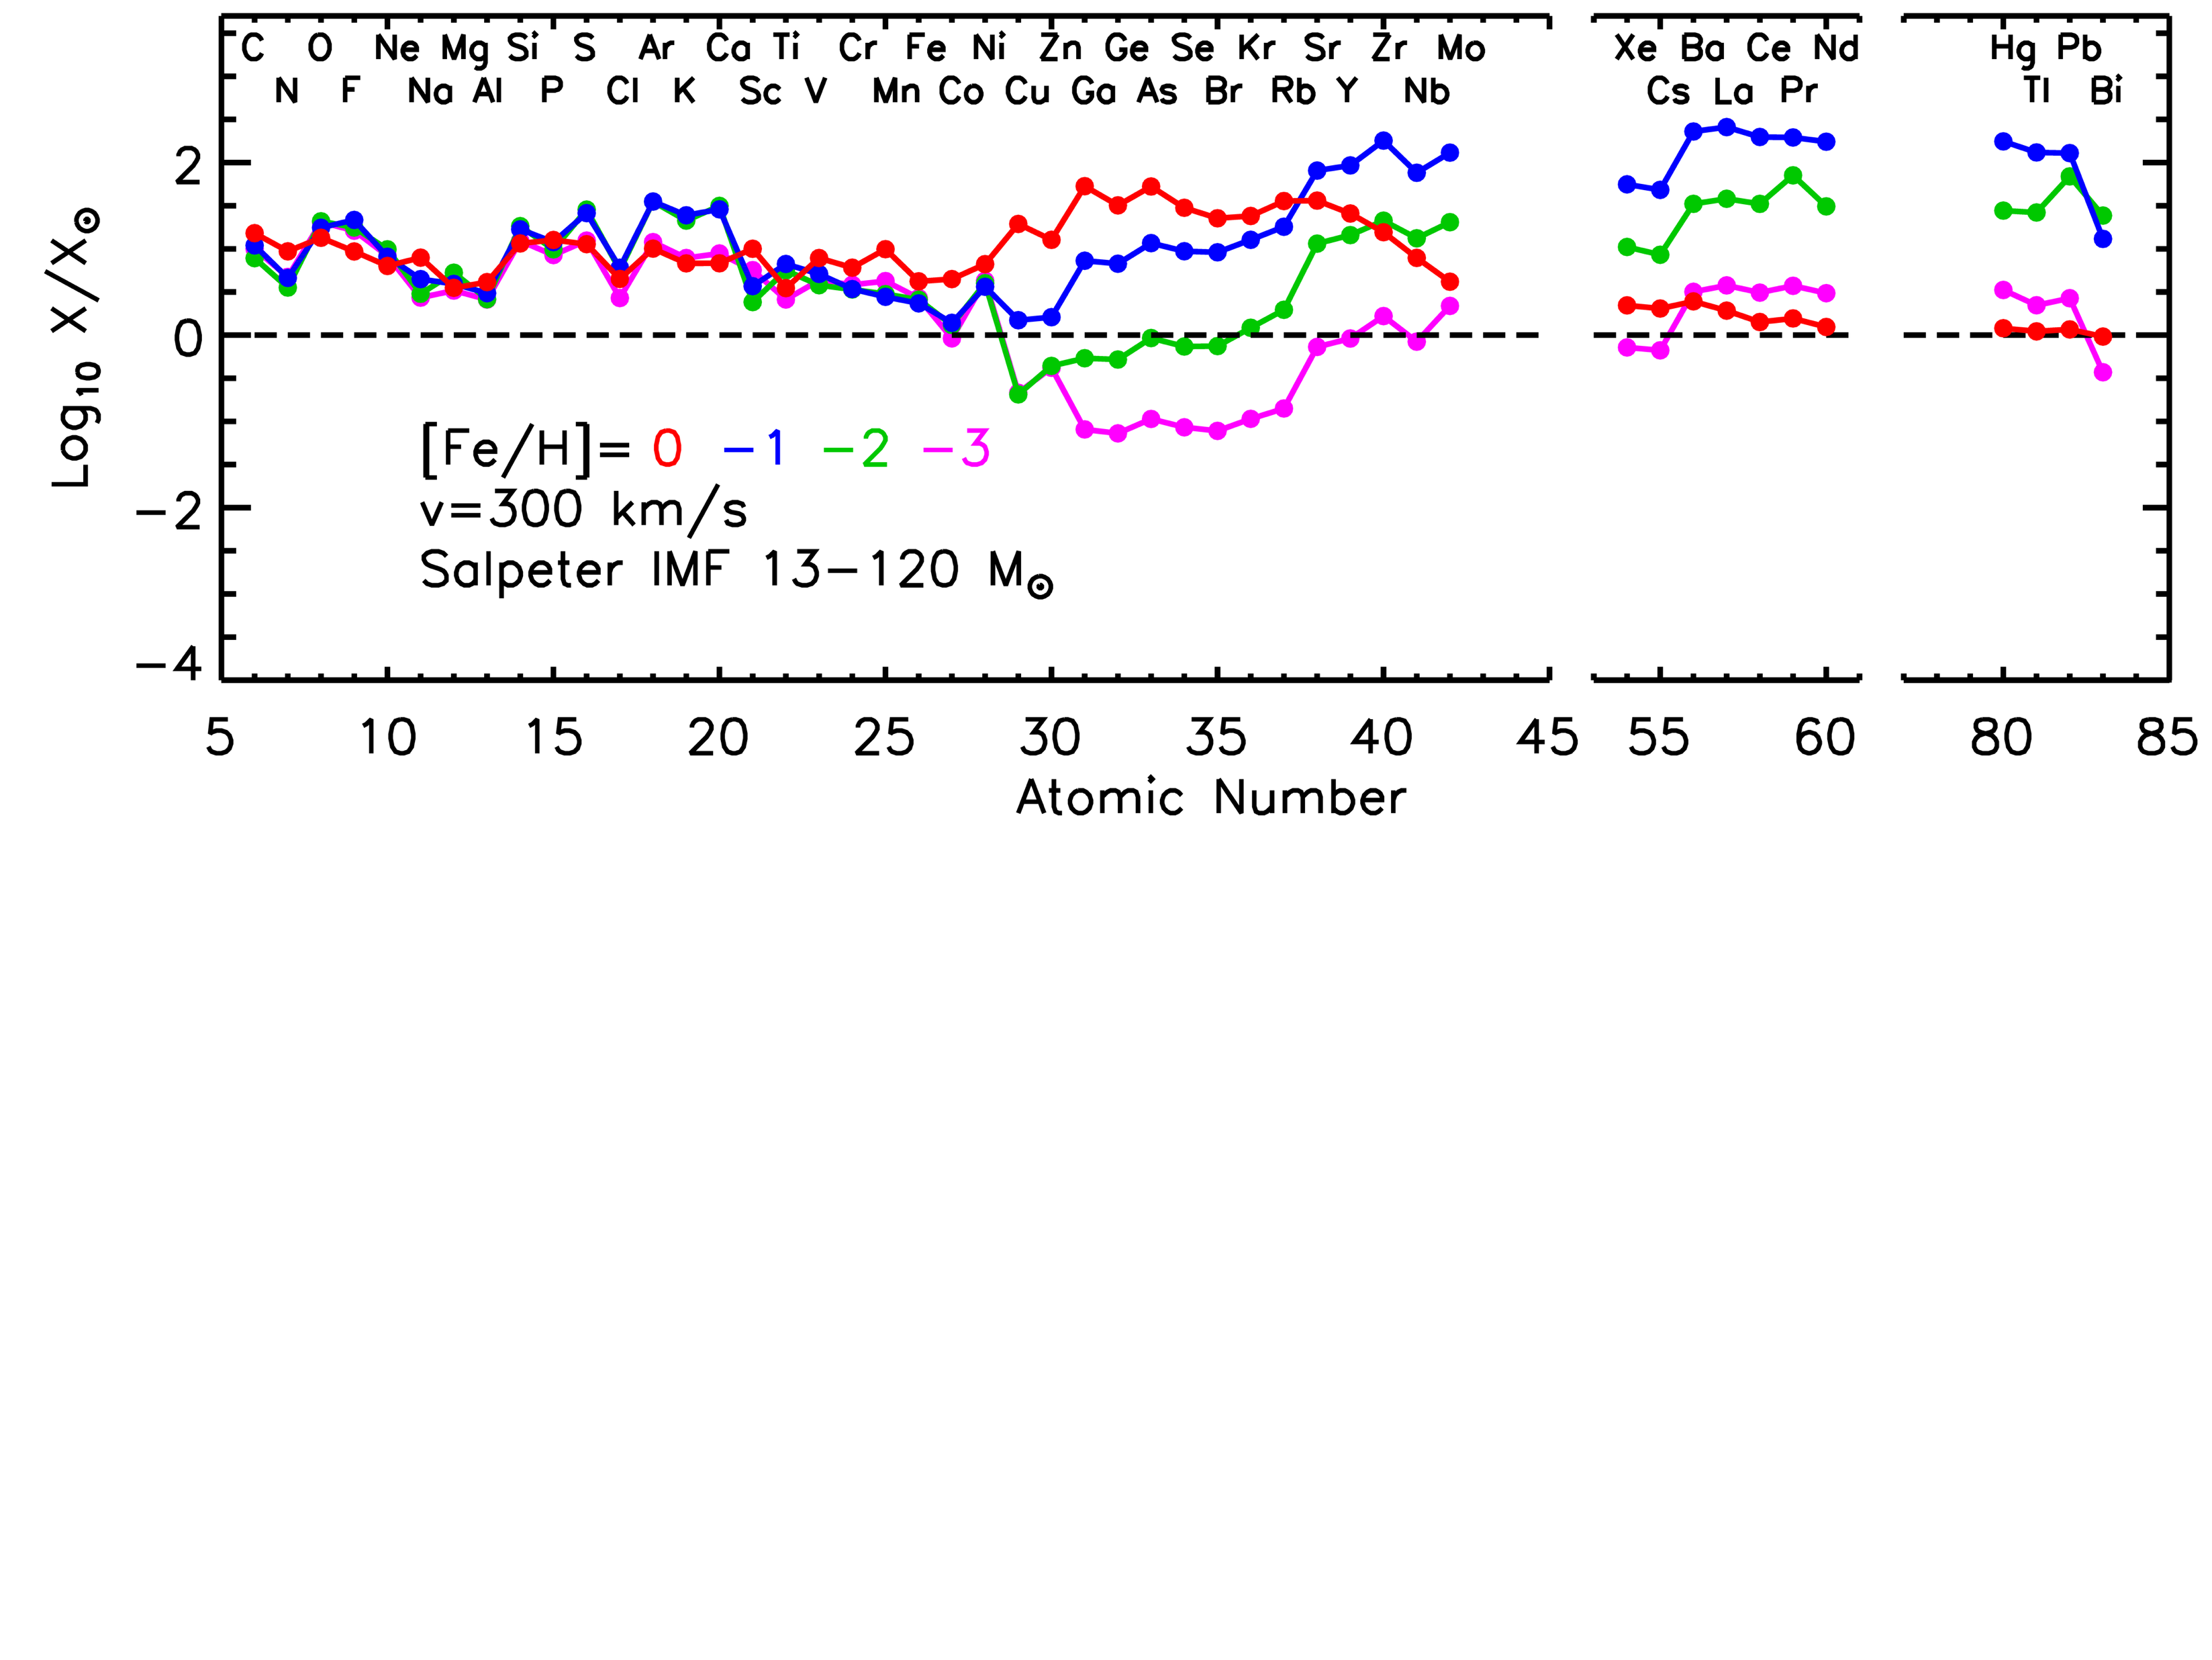 C O Ne Mg Si S Ar Ca Ti Cr Fe Ni Zn Ge Se Kr Sr Zr Mo Xe Ba Ce Nd Hg Pb
N F Na Al P Cl K Sc V Mn Co Cu Ga As Br Rb Y Nb Cs La Pr Tl Bi
2
0
−2
−4
Log₁₀ X/X⊙
[Fe/H]= 0 −1 −2 −3
v=300 km/s
Salpeter IMF 13−120 M⊙
5 10 15 20 25 30 35 40 45 55 60 80 85
Atomic Number